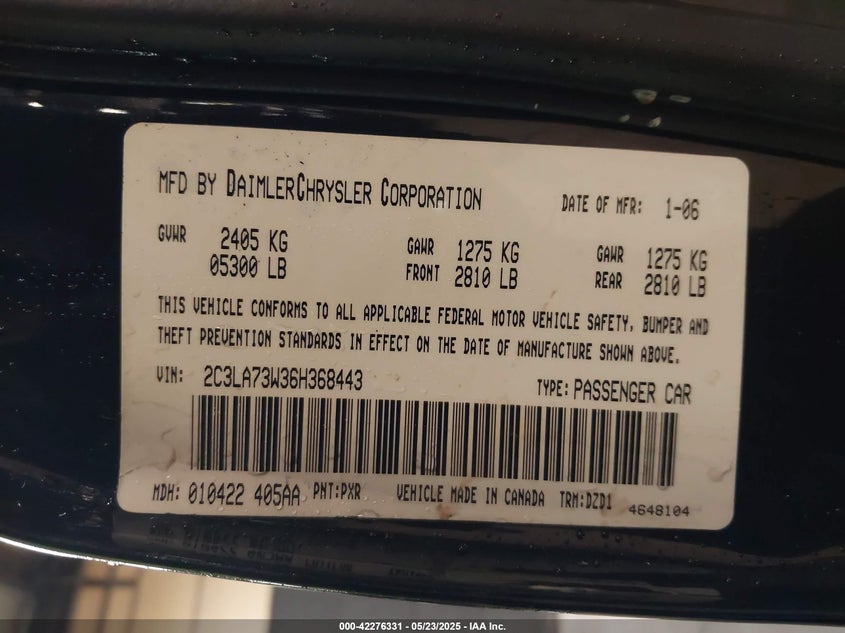 MFD BY DAIMLERCHRYSLER CORPORATION DATE OF MFR: 1-06
GVWR 2405 KG GAWR 1275 KG GAWR 1275 KG
05300 LB FRONT 2810 LB REAR 2810 LB
THIS VEHICLE CONFORMS TO ALL APPLICABLE FEDERAL MOTOR VEHICLE SAFETY, BUMPER AND
THEFT PREVENTION STANDARDS IN EFFECT ON THE DATE OF MANUFACTURE SHOWN ABOVE.
VIN: 2C3LA73W36H368443 TYPE: PASSENGER CAR
MDH: 010422 405AA PNT:PXR VEHICLE MADE IN CANADA TRM:DZD1 4648104
000-42276331 - 05/23/2025 - IAA Inc.